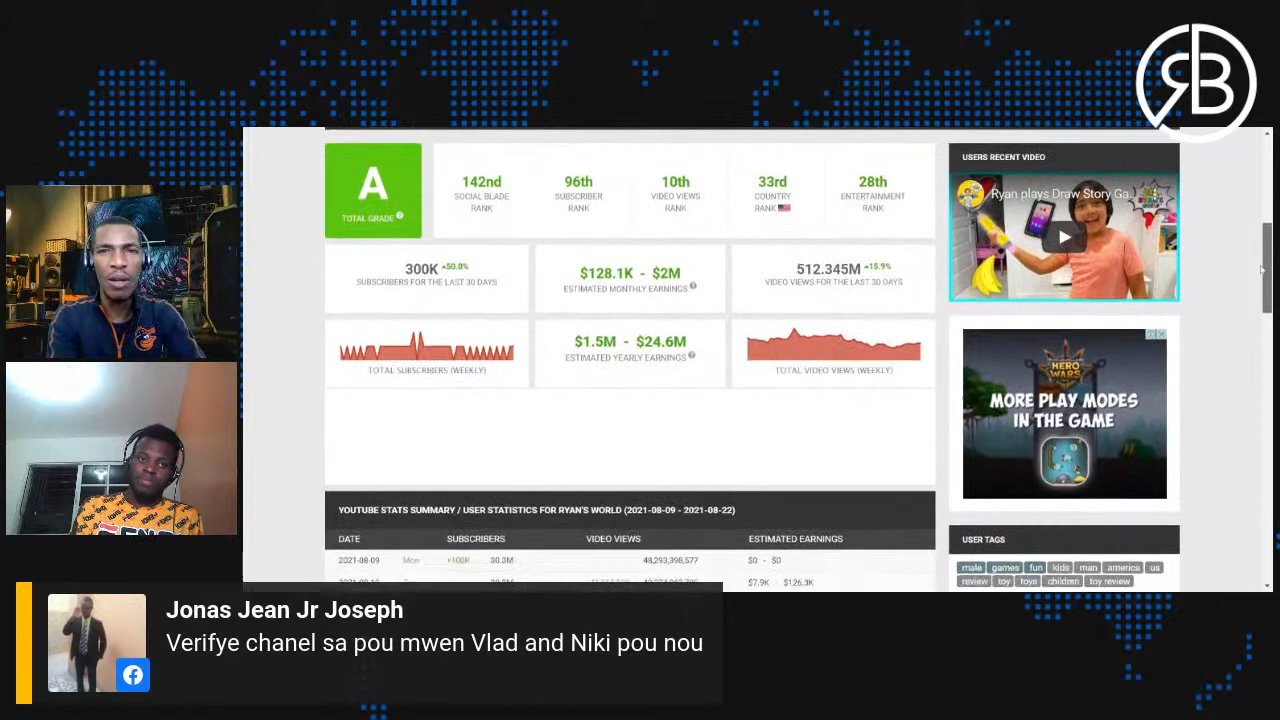 RB
A
TOTAL GRADE
142nd
SOCIAL BLADE
RANK
96th
SUBSCRIBER
RANK
10th
VIDEO VIEWS
RANK
33rd
COUNTRY
RANK
28th
ENTERTAINMENT
RANK
300K +50.0%
SUBSCRIBERS FOR THE LAST 30 DAYS
$128.1K - $2M
ESTIMATED MONTHLY EARNINGS
512.345M +15.9%
VIDEO VIEWS FOR THE LAST 30 DAYS
TOTAL SUBSCRIBERS (WEEKLY)
$1.5M - $24.6M
ESTIMATED YEARLY EARNINGS
TOTAL VIDEO VIEWS (WEEKLY)
YOUTUBE STATS SUMMARY / USER STATISTICS FOR RYAN'S WORLD (2021-08-09 - 2021-08-22)
DATE SUBSCRIBERS VIDEO VIEWS ESTIMATED EARNINGS
2021-08-09 Mon +100K 30.3M 48,293,398,577 $0 - $0
$7.9K - $126.3K
USERS RECENT VIDEO
Ryan plays Draw Story Ga...
HERO
WARS
MORE PLAY MODES
IN THE GAME
USER TAGS
male games fun kids man america us
review toy toys children toy review
Jonas Jean Jr Joseph
Verifye chanel sa pou mwen Vlad and Niki pou nou